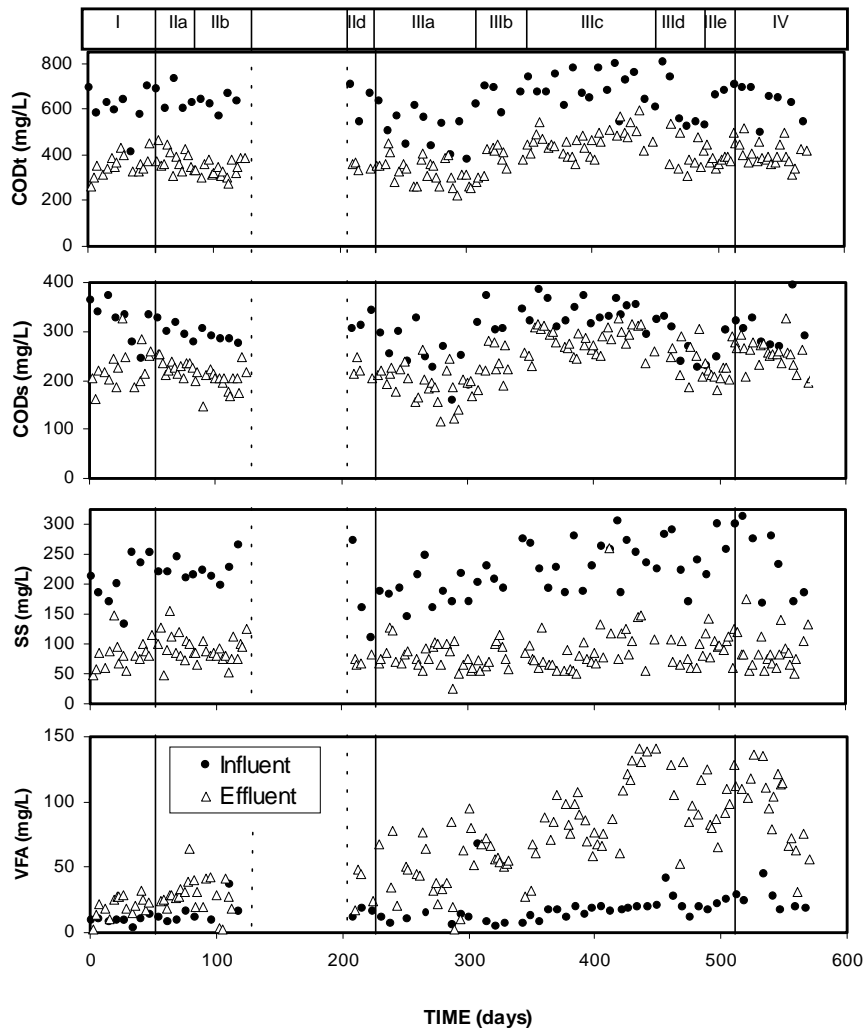 I IIa IIb IId IIIa IIIb IIIc IIId IIIe IV
CODt (mg/L)
800
600
400
200
0
CODs (mg/L)
400
300
200
100
0
SS (mg/L)
300
250
200
150
100
50
0
VFA (mg/L)
150
100
50
0
Influent
Effluent
0 100 200 300 400 500 600
TIME (days)